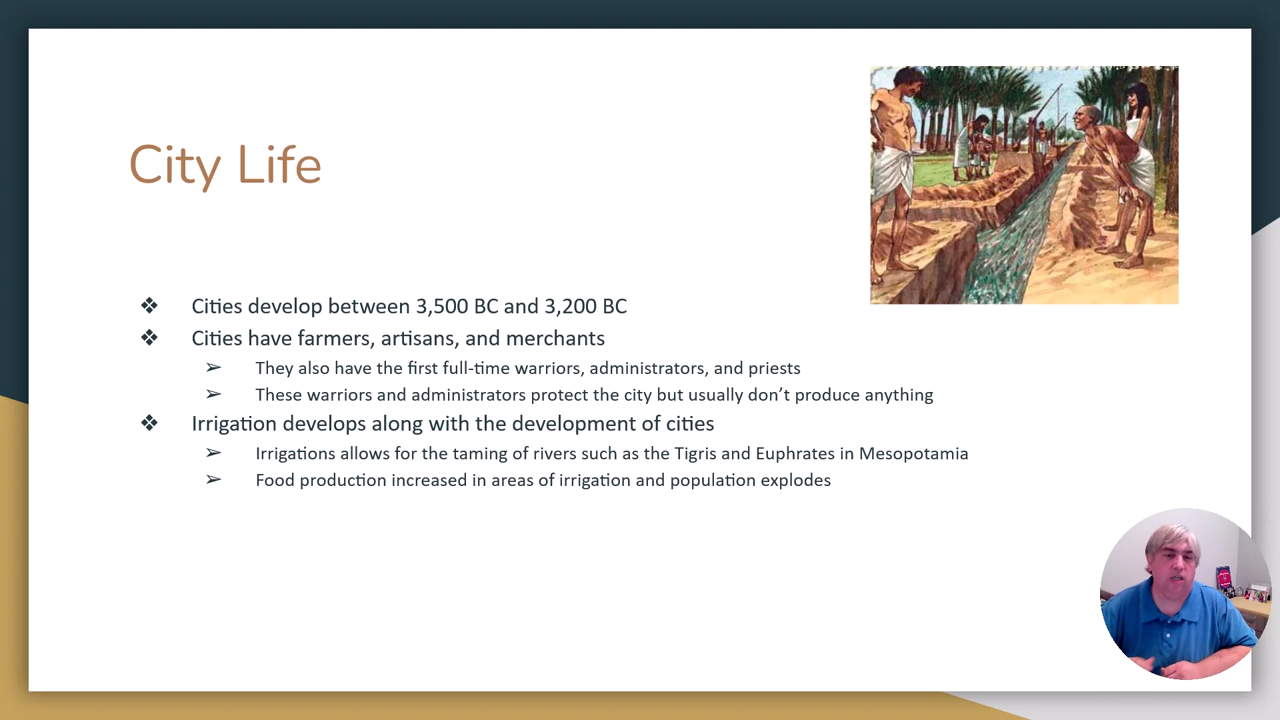 City Life
❖ Cities develop between 3,500 BC and 3,200 BC
❖ Cities have farmers, artisans, and merchants
➢ They also have the first full-time warriors, administrators, and priests
➢ These warriors and administrators protect the city but usually don’t produce anything
❖ Irrigation develops along with the development of cities
➢ Irrigations allows for the taming of rivers such as the Tigris and Euphrates in Mesopotamia
➢ Food production increased in areas of irrigation and population explodes